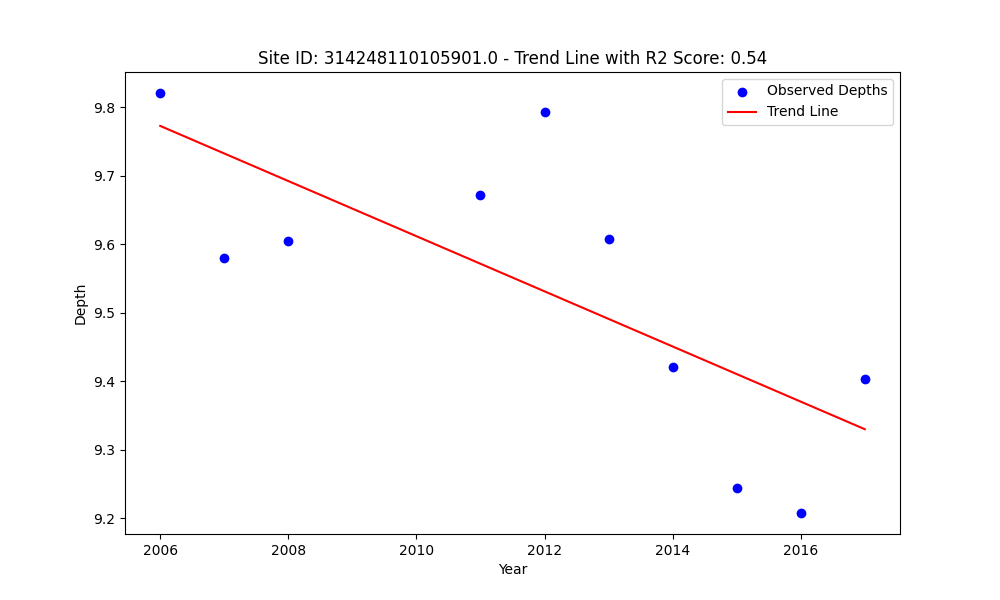 Site ID: 314248110105901.0 - Trend Line with R2 Score: 0.54
Observed Depths
Trend Line
9.8
9.7
9.6
9.5
9.4
9.3
9.2
Depth
2006
2008
2010
2012
2014
2016
Year